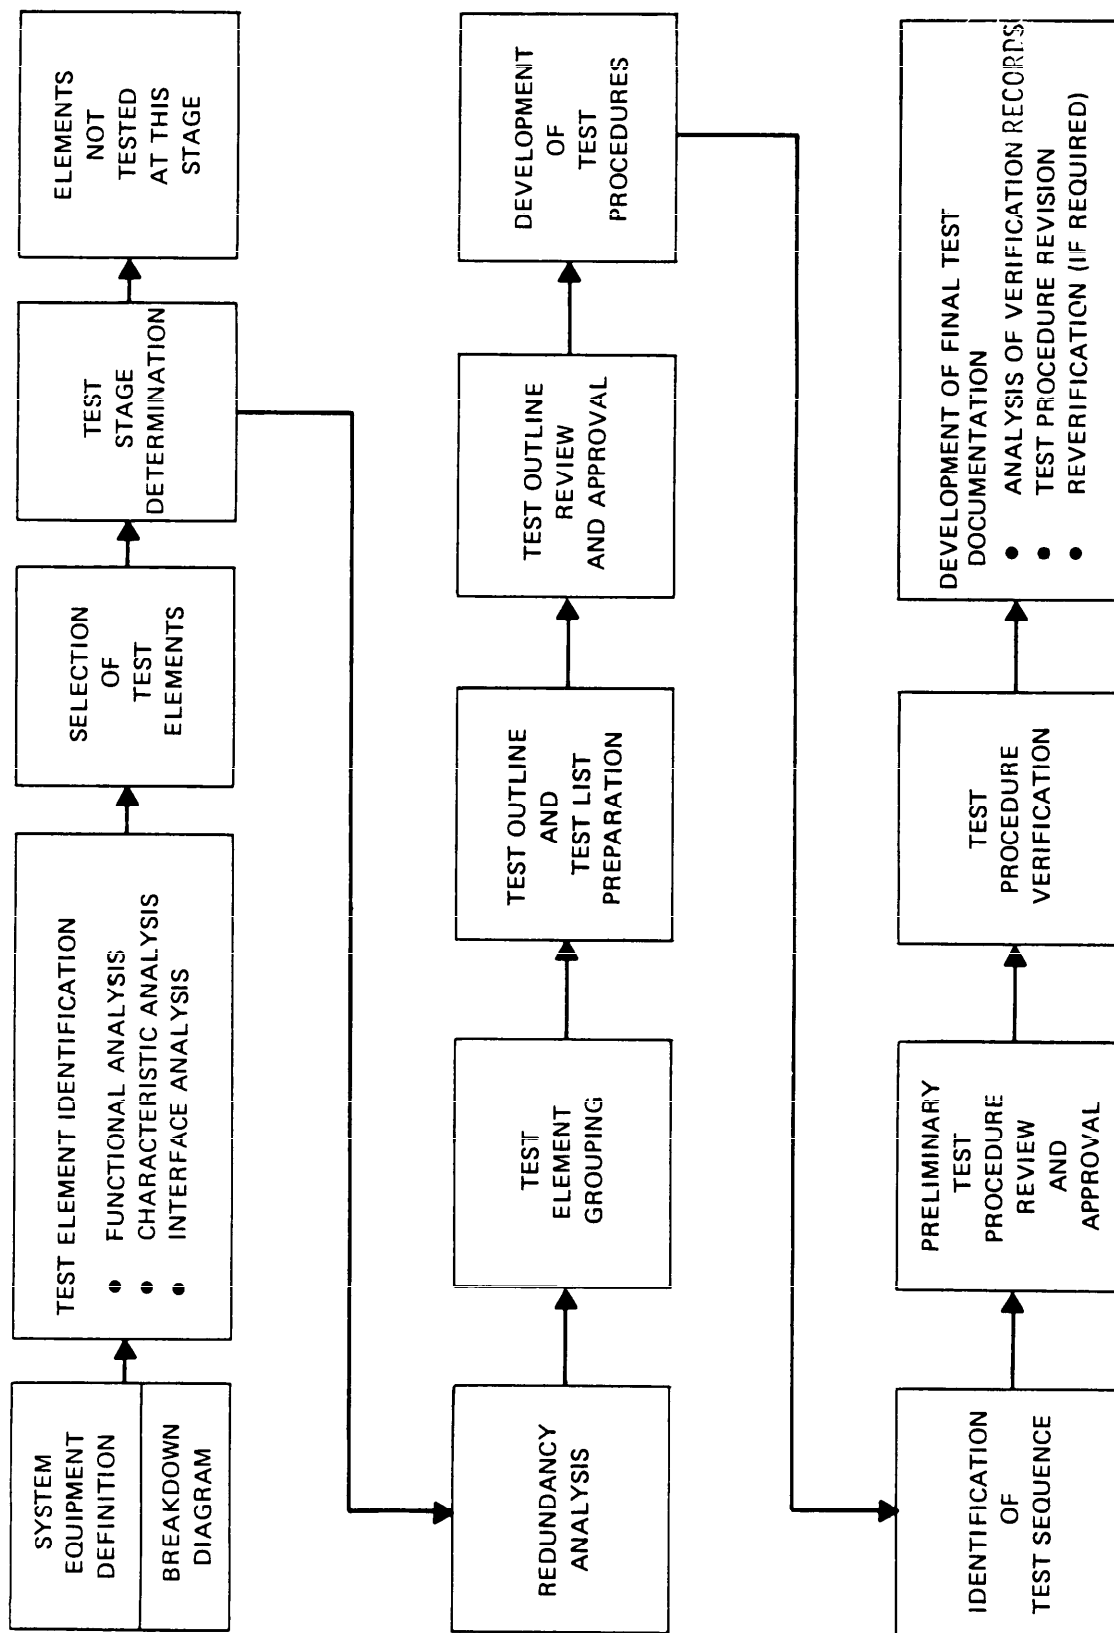 SYSTEM
EQUIPMENT
DEFINITION
BREAKDOWN
DIAGRAM
TEST ELEMENT IDENTIFICATION
● FUNCTIONAL ANALYSIS
● CHARACTERISTIC ANALYSIS
● INTERFACE ANALYSIS
SELECTION
OF
TEST
ELEMENTS
TEST
STAGE
DETERMINATION
ELEMENTS
NOT
TESTED
AT THIS
STAGE
REDUNDANCY
ANALYSIS
TEST
ELEMENT
GROUPING
TEST OUTLINE
AND
TEST LIST
PREPARATION
TEST OUTLINE
REVIEW
AND APPROVAL
DEVELOPMENT
OF
TEST
PROCEDURES
IDENTIFICATION
OF
TEST SEQUENCE
PRELIMINARY
TEST
PROCEDURE
REVIEW
AND
APPROVAL
TEST
PROCEDURE
VERIFICATION
DEVELOPMENT OF FINAL TEST
DOCUMENTATION
● ANALYSIS OF VERIFICATION RECORDS
● TEST PROCEDURE REVISION
● REVERIFICATION (IF REQUIRED)